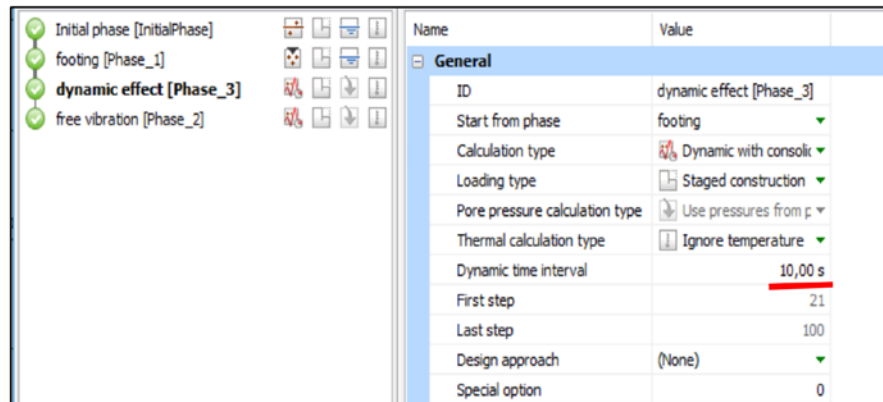 Initial phase [InitialPhase]
footing [Phase_1]
dynamic effect [Phase_3]
free vibration [Phase_2]
Name Value
General
ID dynamic effect [Phase_3]
Start from phase footing
Calculation type Dynamic with consolic
Loading type Staged construction
Pore pressure calculation type Use pressures from p
Thermal calculation type Ignore temperature
Dynamic time interval 10,00 s
First step 21
Last step 100
Design approach (None)
Special option 0